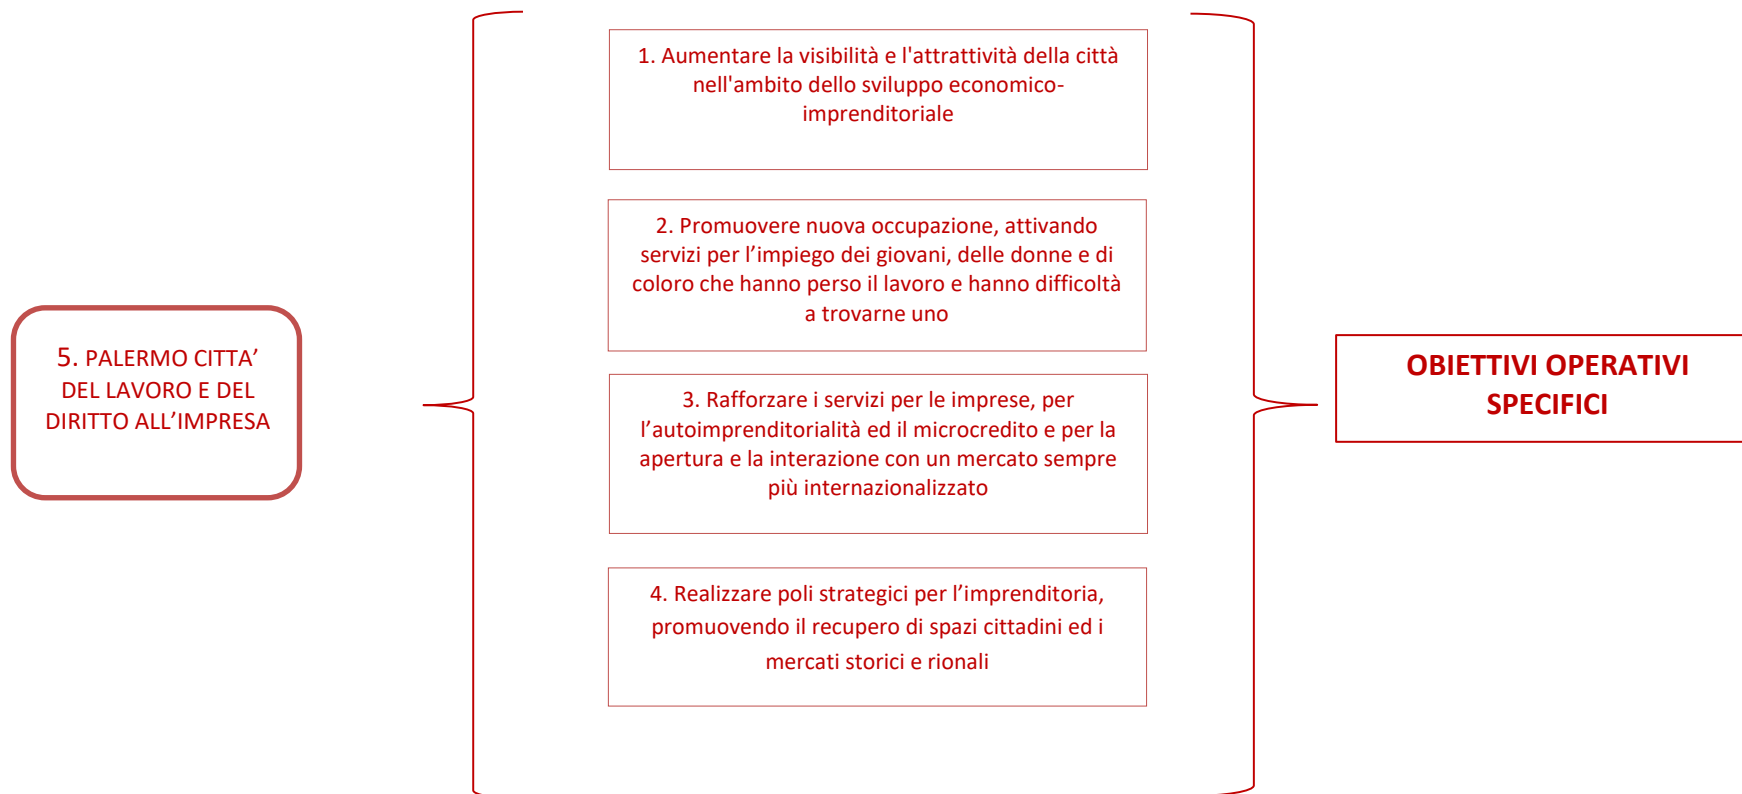 5. PALERMO CITTA’
DEL LAVORO E DEL
DIRITTO ALL’IMPRESA
1. Aumentare la visibilità e l'attrattività della città
nell'ambito dello sviluppo economico-
imprenditoriale
2. Promuovere nuova occupazione, attivando
servizi per l’impiego dei giovani, delle donne e di
coloro che hanno perso il lavoro e hanno difficoltà
a trovarne uno
3. Rafforzare i servizi per le imprese, per
l’autoimprenditorialità ed il microcredito e per la
apertura e la interazione con un mercato sempre
più internazionalizzato
4. Realizzare poli strategici per l’imprenditoria,
promuovendo il recupero di spazi cittadini ed i
mercati storici e rionali
OBIETTIVI OPERATIVI
SPECIFICI